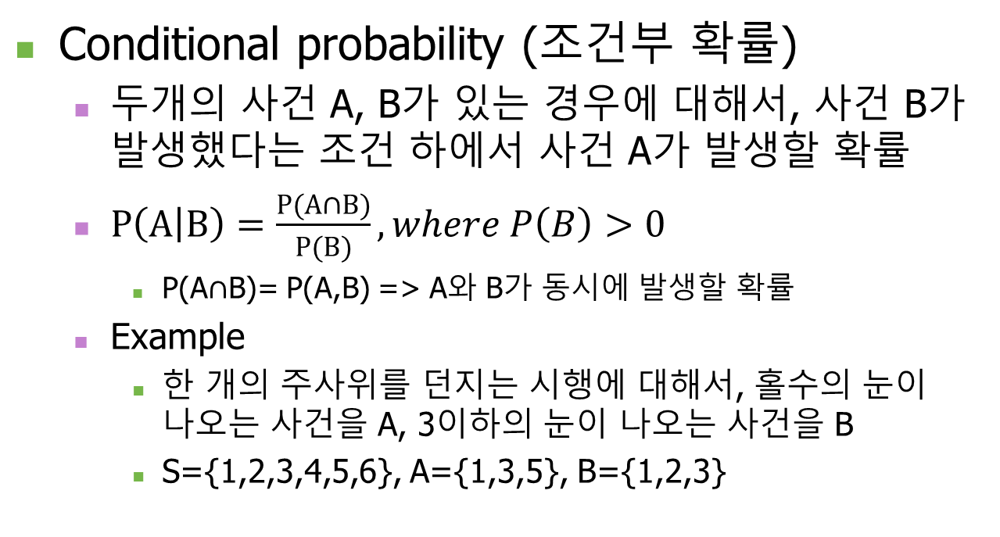 Conditional probability (조건부 확률)
두개의 사건 A, B가 있는 경우에 대해서, 사건 B가
발생했다는 조건 하에서 사건 A가 발생할 확률
P(A|B) = P(A∩B)/P(B), where P(B) > 0
P(A∩B)= P(A,B) => A와 B가 동시에 발생할 확률
Example
한 개의 주사위를 던지는 시행에 대해서, 홀수의 눈이
나오는 사건을 A, 3이하의 눈이 나오는 사건을 B
S={1,2,3,4,5,6}, A={1,3,5}, B={1,2,3}